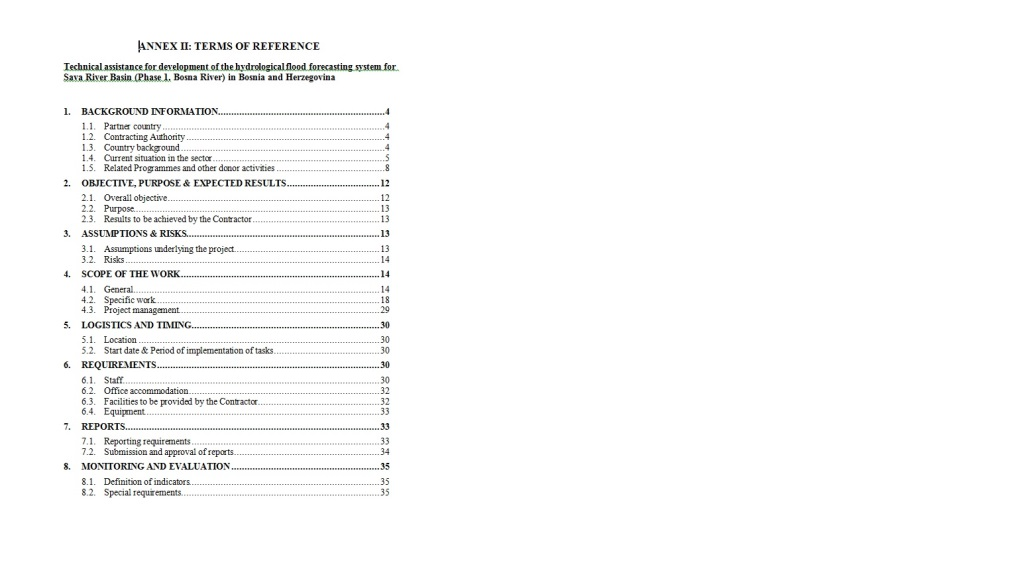 ANNEX II: TERMS OF REFERENCE
Technical assistance for development of the hydrological flood forecasting system for
Sava River Basin (Phase 1, Bosna River) in Bosnia and Herzegovina
1. BACKGROUND INFORMATION 4
1.1. Partner country 4
1.2. Contracting Authority 4
1.3. Country background 4
1.4. Current situation in the sector 5
1.5. Related Programmes and other donor activities 8
2. OBJECTIVE, PURPOSE & EXPECTED RESULTS 12
2.1. Overall objective 12
2.2. Purpose 13
2.3. Results to be achieved by the Contractor 13
3. ASSUMPTIONS & RISKS 13
3.1. Assumptions underlying the project 13
3.2. Risks 14
4. SCOPE OF THE WORK 14
4.1. General 14
4.2. Specific work 18
4.3. Project management 29
5. LOGISTICS AND TIMING 30
5.1. Location 30
5.2. Start date & Period of implementation of tasks 30
6. REQUIREMENTS 30
6.1. Staff 30
6.2. Office accommodation 32
6.3. Facilities to be provided by the Contractor 32
6.4. Equipment 33
7. REPORTS 33
7.1. Reporting requirements 33
7.2. Submission and approval of reports 34
8. MONITORING AND EVALUATION 35
8.1. Definition of indicators 35
8.2. Special requirements 35